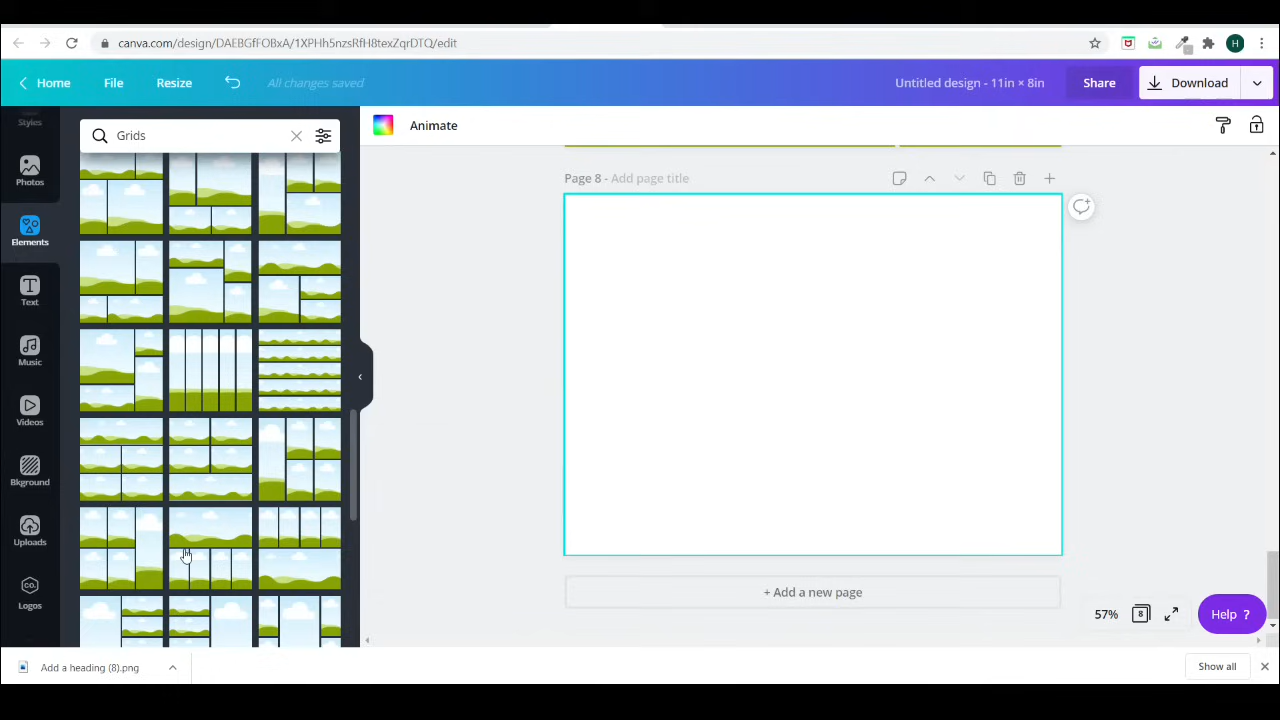 canva.com/design/DAEBGfFOBxA/1XPHh5nzsRfH8texZqrDTQ/edit
H
Home File Resize All changes saved Untitled design - 11in × 8in Share Download
Styles
Grids
Animate
Photos
Page 8 - Add page title
Elements
Text
Music
Videos
Bkground
Uploads
CO.
Logos
+ Add a new page
57% 8 Help ?
Add a heading (8).png Show all